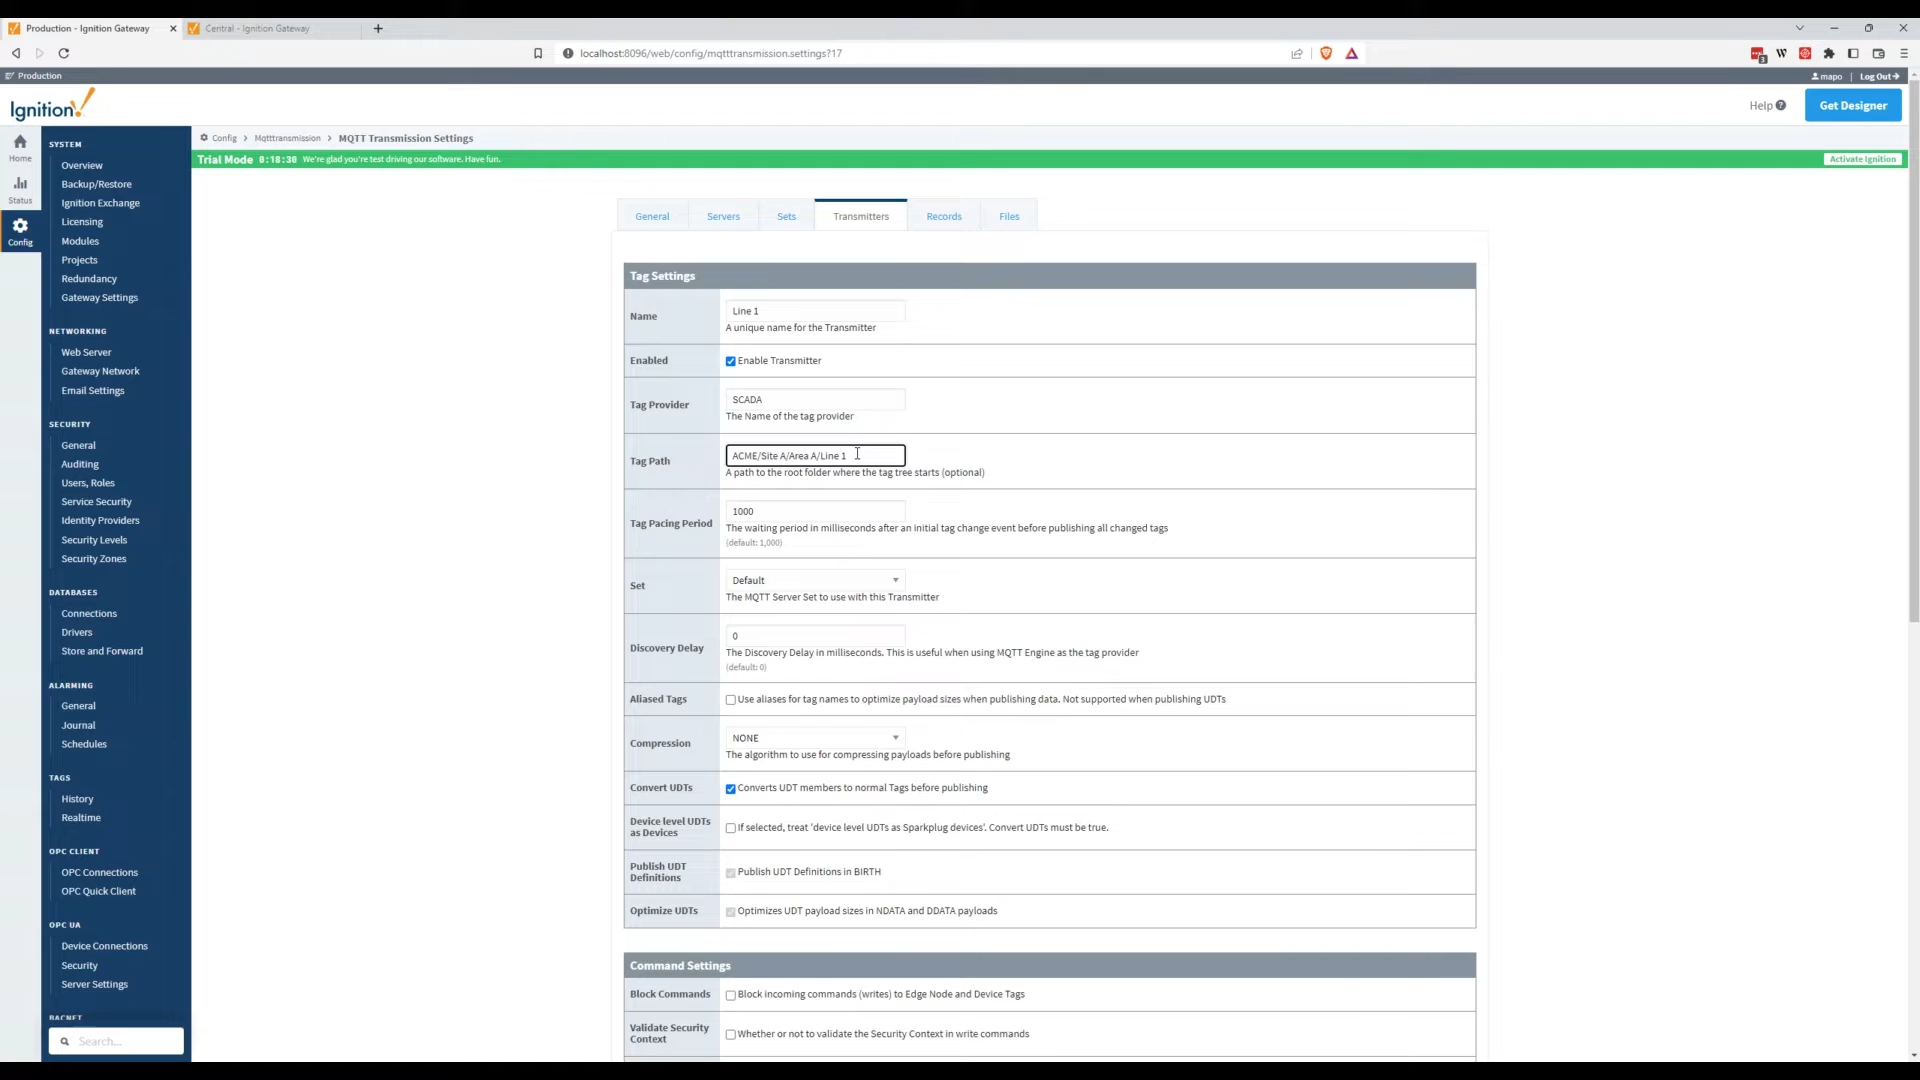 Production - Ignition Gateway
Central - Ignition Gateway
localhost:8096/web/config/mqtttransmission.settings?17
3
W
Production
mapo | Log Out
Ignition!
Help ?
Get Designer
Home
Status
Config
SYSTEM
Overview
Backup/Restore
Ignition Exchange
Licensing
Modules
Projects
Redundancy
Gateway Settings
NETWORKING
Web Server
Gateway Network
Email Settings
SECURITY
General
Auditing
Users, Roles
Service Security
Identity Providers
Security Levels
Security Zones
DATABASES
Connections
Drivers
Store and Forward
ALARMING
General
Journal
Schedules
TAGS
History
Realtime
OPC CLIENT
OPC Connections
OPC Quick Client
OPC UA
Device Connections
Security
Server Settings
BACNET
Search...
Config > Mqtttransmission > MQTT Transmission Settings
Trial Mode 0:18:30 We're glad you're test driving our software. Have fun.
Activate Ignition
General Servers Sets Transmitters Records Files
Tag Settings
Name
Line 1
A unique name for the Transmitter
Enabled
Enable Transmitter
Tag Provider
SCADA
The Name of the tag provider
Tag Path
ACME/Site A/Area A/Line 1
A path to the root folder where the tag tree starts (optional)
Tag Pacing Period
1000
The waiting period in milliseconds after an initial tag change event before publishing all changed tags
(default: 1,000)
Set
Default
The MQTT Server Set to use with this Transmitter
Discovery Delay
0
The Discovery Delay in milliseconds. This is useful when using MQTT Engine as the tag provider
(default: 0)
Aliased Tags
Use aliases for tag names to optimize payload sizes when publishing data. Not supported when publishing UDTs
Compression
NONE
The algorithm to use for compressing payloads before publishing
Convert UDTs
Converts UDT members to normal Tags before publishing
Device level UDTs
as Devices
If selected, treat 'device level UDTs as Sparkplug devices'. Convert UDTs must be true.
Publish UDT
Definitions
Publish UDT Definitions in BIRTH
Optimize UDTs
Optimizes UDT payload sizes in NDATA and DDATA payloads
Command Settings
Block Commands
Block incoming commands (writes) to Edge Node and Device Tags
Validate Security
Context
Whether or not to validate the Security Context in write commands